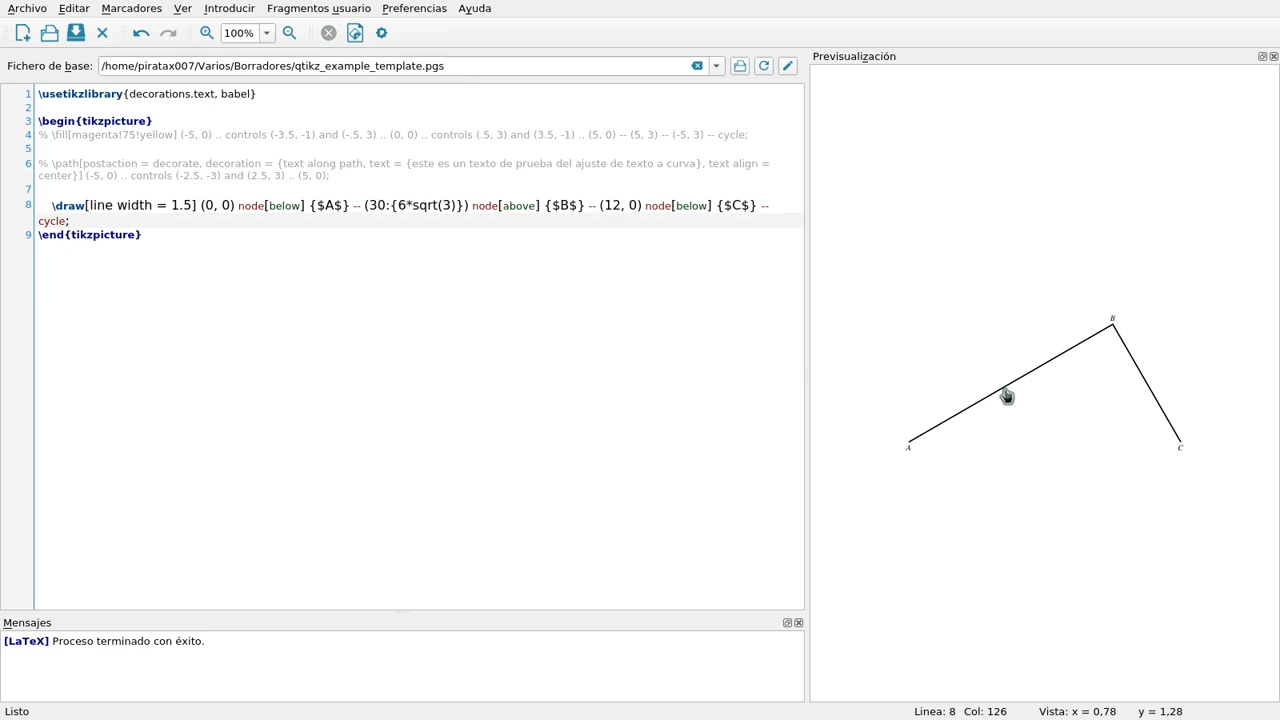 Archivo Editar Marcadores Ver Introducir Fragmentos usuario Preferencias Ayuda
100%
Fichero de base: /home/piratax007/Varios/Borradores/qtikz_example_template.pgs
1 \usetikzlibrary{decorations.text, babel}
2
3 \begin{tikzpicture}
4 % \fill[magenta!75!yellow] (-5, 0) .. controls (-3.5, -1) and (-.5, 3) .. (0, 0) .. controls (.5, 3) and (3.5, -1) .. (5, 0) -- (5, 3) -- (-5, 3) -- cycle;
5
6 % \path[postaction = decorate, decoration = {text along path, text = {este es un texto de prueba del ajuste de texto a curva}, text align =
center}] (-5, 0) .. controls (-2.5, -3) and (2.5, 3) .. (5, 0);
7
8 \draw[line width = 1.5] (0, 0) node[below] {$A$} -- (30:{6*sqrt(3)}) node[above] {$B$} -- (12, 0) node[below] {$C$} --
cycle;
9 \end{tikzpicture}
Mensajes
[LaTeX] Proceso terminado con éxito.
Previsualización
B
A
C
Listo
Linea: 8 Col: 126 Vista: x = 0,78 y = 1,28